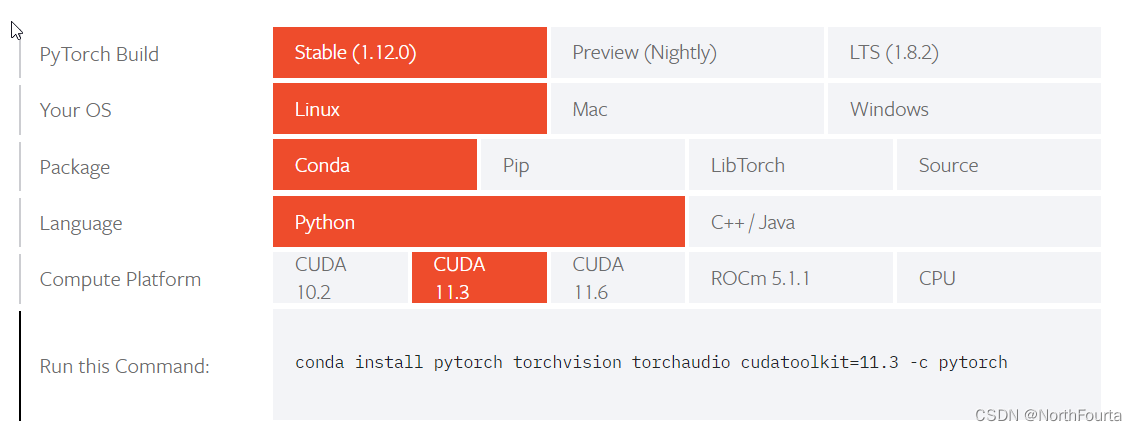 PyTorch Build Stable (1.12.0) Preview (Nightly) LTS (1.8.2)
Your OS Linux Mac Windows
Package Conda Pip LibTorch Source
Language Python C++ / Java
Compute Platform CUDA 10.2 CUDA 11.3 CUDA 11.6 ROCm 5.1.1 CPU
Run this Command: conda install pytorch torchvision torchaudio cudatoolkit=11.3 -c pytorch
CSDN @NorthFourta